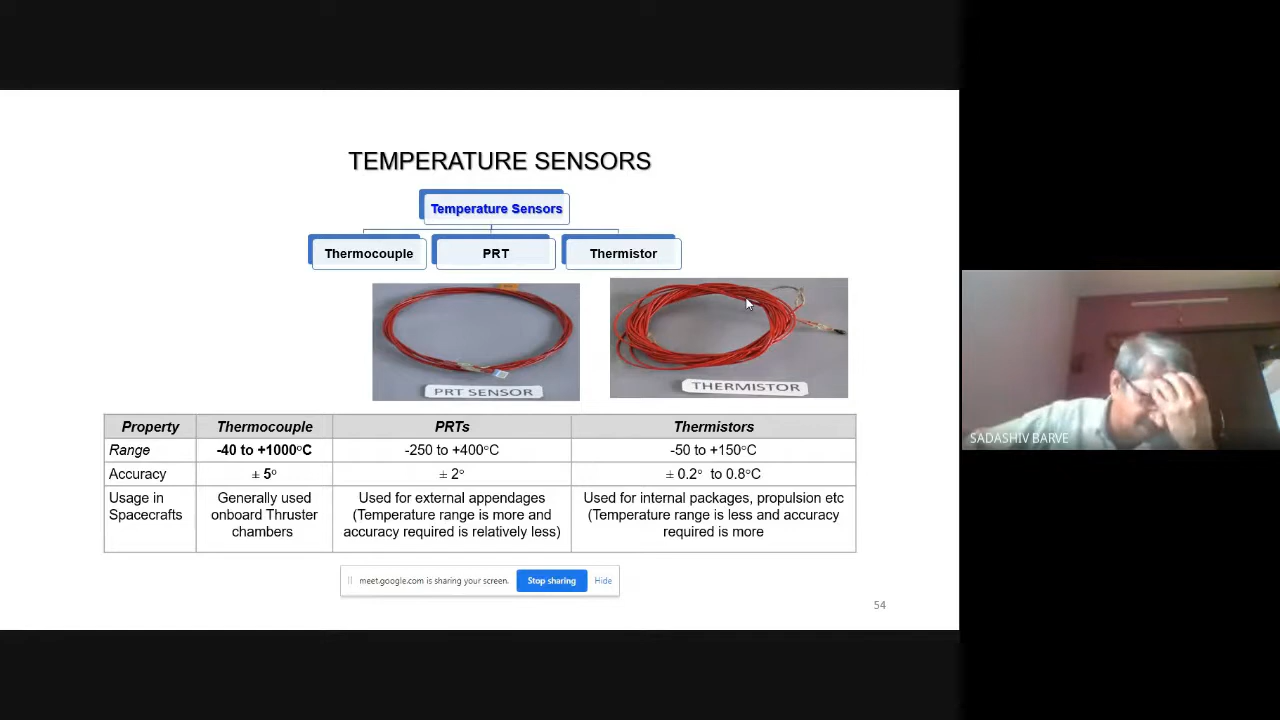 TEMPERATURE SENSORS
Temperature Sensors
Thermocouple PRT Thermistor
PRT SENSOR
THERMISTOR
Property Thermocouple PRTs Thermistors
Range -40 to +1000°C -250 to +400°C -50 to +150°C
Accuracy ± 5° ± 2° ± 0.2° to 0.8°C
Usage in Generally used Used for external appendages Used for internal packages, propulsion etc
Spacecrafts onboard Thruster (Temperature range is more and (Temperature range is less and accuracy
chambers accuracy required is relatively less) required is more
meet.google.com is sharing your screen. Stop sharing Hide
54
SADASHIV BARVE